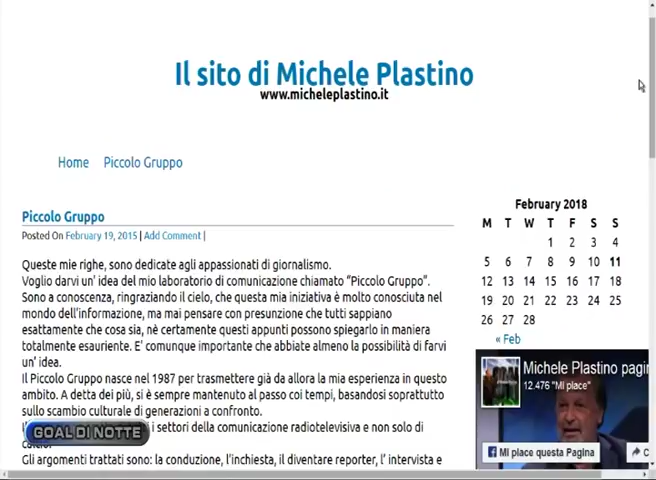 Il sito di Michele Plastino
www.micheleplastino.it
Home Piccolo Gruppo
Piccolo Gruppo
Posted On February 19, 2015 | Add Comment |
Queste mie righe, sono dedicate agli appassionati di giornalismo.
Voglio darvi un' idea del mio laboratorio di comunicazione chiamato "Piccolo Gruppo".
Sono a conoscenza, ringraziando il cielo, che questa mia iniziativa è molto conosciuta nel
mondo dell'informazione, ma mai pensare con presunzione che tutti sappiano
esattamente che cosa sia, nè certamente questi appunti possono spiegarlo in maniera
totalmente esauriente. E' comunque importante che abbiate almeno la possibilità di farvi
un' idea.
Il Piccolo Gruppo nasce nel 1987 per trasmettere già da allora la mia esperienza in questo
ambito. A detta dei più, si è sempre mantenuto al passo coi tempi, basandosi soprattutto
sullo scambio culturale di generazioni a confronto.
i settori della comunicazione radiotelevisiva e non solo di
calcio.
Gli argomenti trattati sono: la conduzione, l'inchiesta, il diventare reporter, l' intervista e
GOAL DI NOTTE
February 2018
M T W T F S S
1 2 3 4
5 6 7 8 9 10 11
12 13 14 15 16 17 18
19 20 21 22 23 24 25
26 27 28
« Feb
Michele Plastino pagin
12.476 "Mi place"
Mi place questa Pagina
C